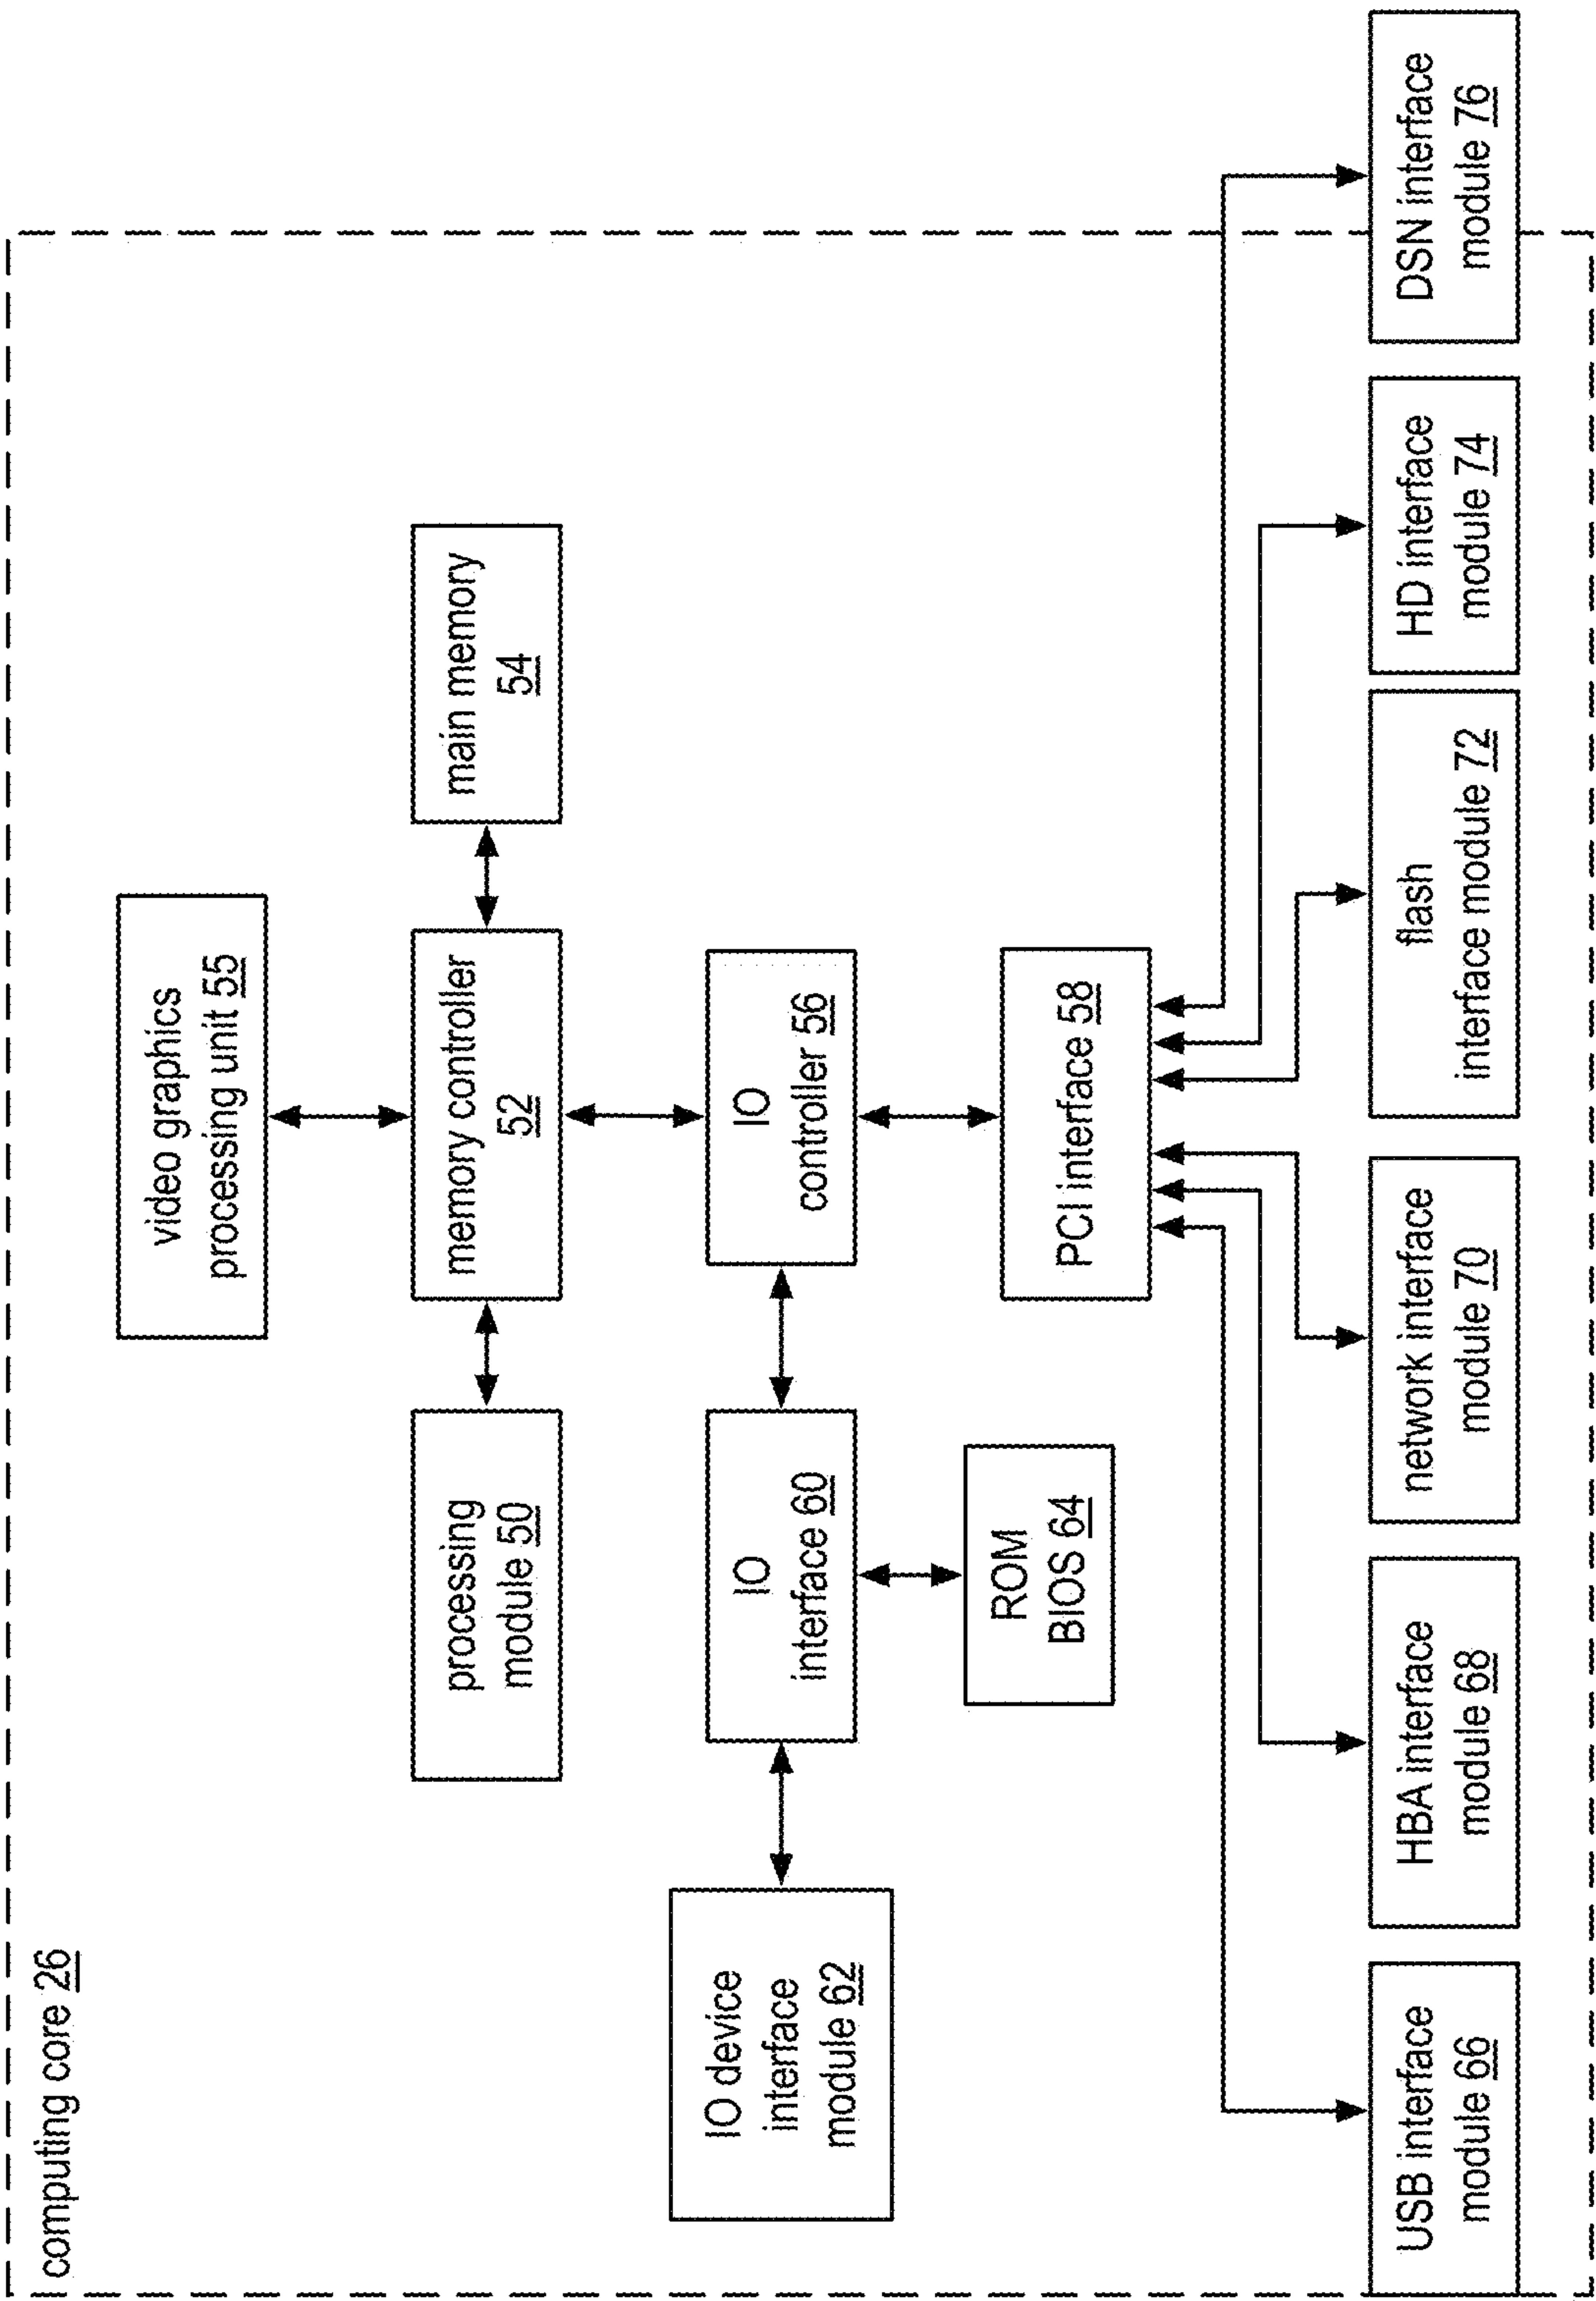 computing core 26
video graphics
processing unit 55
processing
module 50
memory controller
52
main memory
54
IO device
interface
module 62
IO
interface 60
IO
controller 56
ROM
BIOS 64
PCI interface 58
USB interface
module 66
HBA interface
module 68
network interface
module 70
flash
interface module 72
HD interface
module 74
DSN interface
module 76